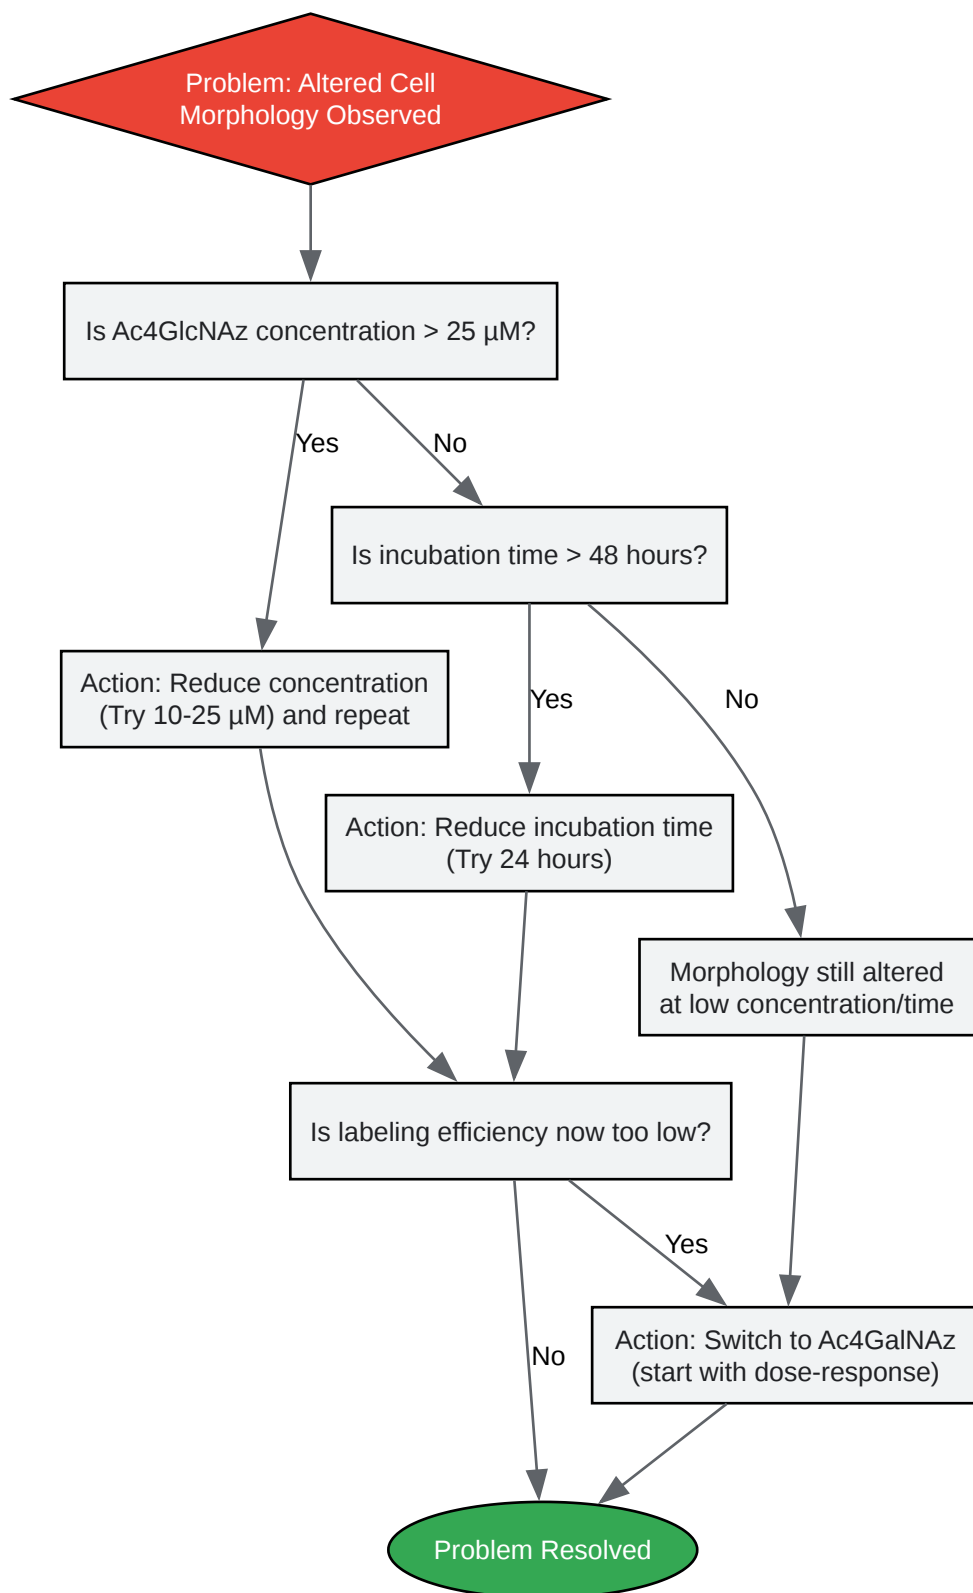 Problem: Altered Cell
Morphology Observed
Is Ac4GlcNAz concentration > 25 µM?
Yes
No
Is incubation time > 48 hours?
Action: Reduce concentration
(Try 10-25 µM) and repeat
Yes
No
Action: Reduce incubation time
(Try 24 hours)
Morphology still altered
at low concentration/time
Is labeling efficiency now too low?
Yes
No
Action: Switch to Ac4GalNAz
(start with dose-response)
Problem Resolved